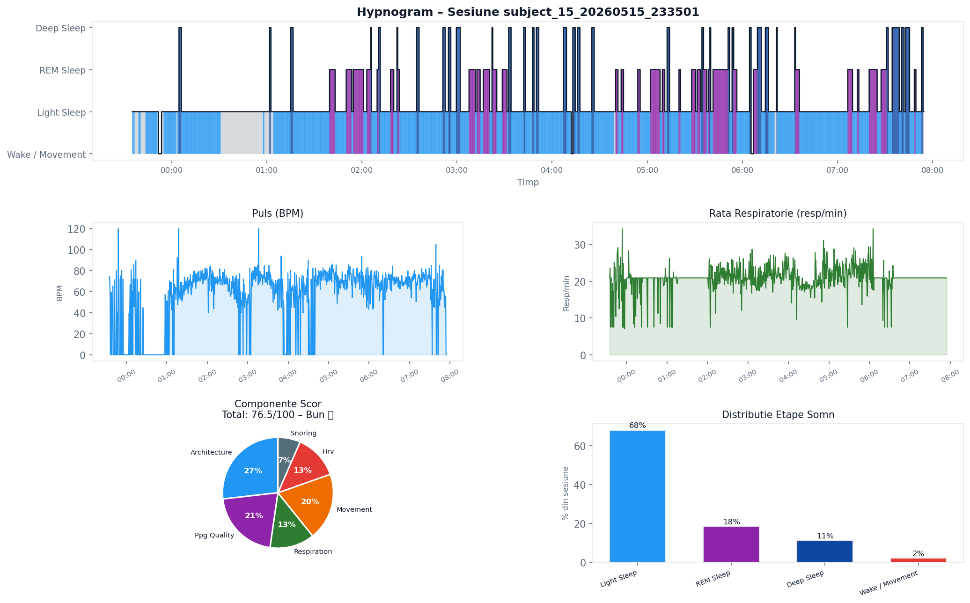 Hypnogram – Sesiune subject_15_20260515_233501
Deep Sleep
REM Sleep
Light Sleep
Wake / Movement
00:00 01:00 02:00 03:00 04:00 05:00 06:00 07:00 08:00
Timp
Puls (BPM)
BPM
120
100
80
60
40
20
0
00:00 01:00 02:00 03:00 04:00 05:00 06:00 07:00 08:00
Rata Respiratorie (resp/min)
Resp/min
30
20
10
0
00:00 01:00 02:00 03:00 04:00 05:00 06:00 07:00 08:00
Componente Scor
Total: 76.5/100 – Bun
Snoring
7%
Hrv
13%
Architecture
27%
Movement
20%
Ppg Quality
21%
Respiration
13%
Distributie Etape Somn
% din sesiune
60
40
20
0
68%
18%
11%
2%
Light Sleep
REM Sleep
Deep Sleep
Wake / Movement